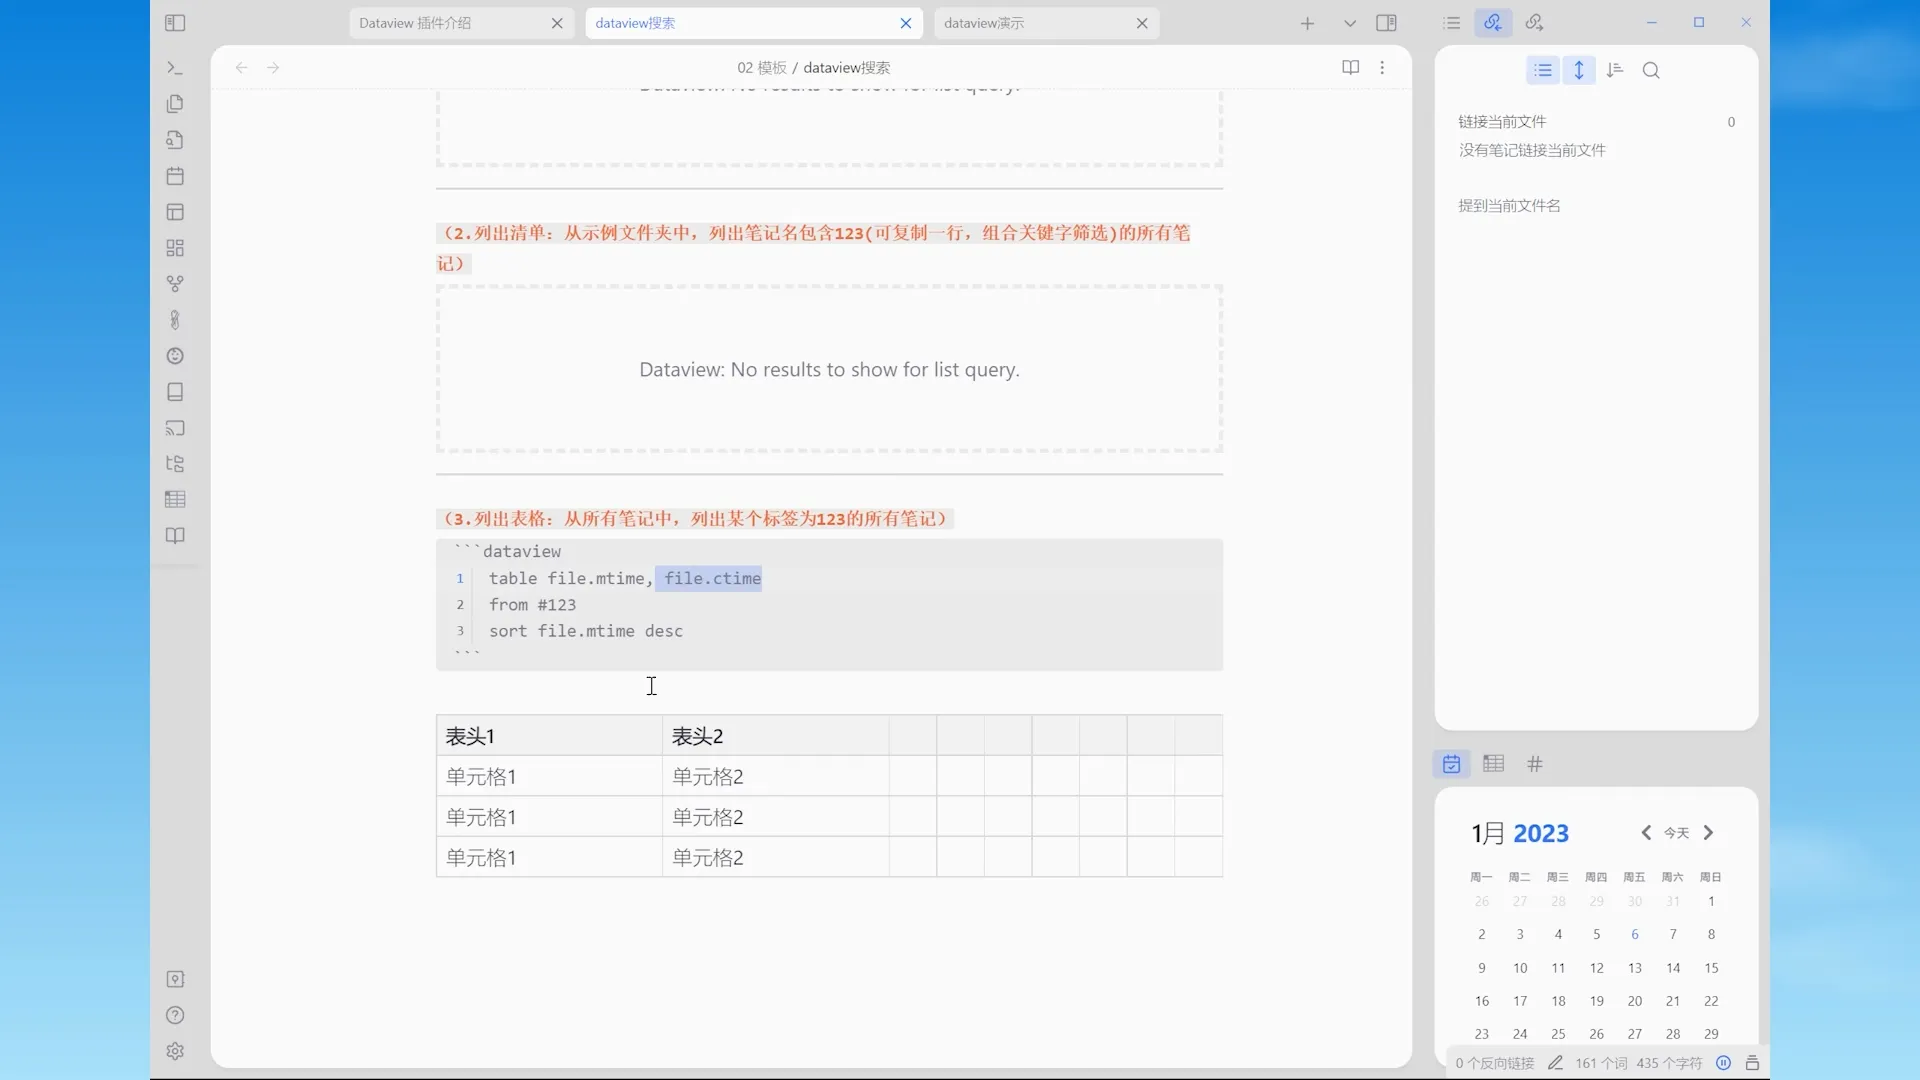 Dataview 插件介绍
dataview搜索
dataview演示
02 模板 / dataview搜索
Dataview: No results to show for list query.
（2.列出清单：从示例文件夹中，列出笔记名包含123(可复制一行，组合关键字筛选)的所有笔
记）
Dataview: No results to show for list query.
（3.列出表格：从所有笔记中，列出某个标签为123的所有笔记）
```dataview
1 table file.mtime, file.ctime
2 from #123
3 sort file.mtime desc
```
表头1 表头2
单元格1 单元格2
单元格1 单元格2
单元格1 单元格2
链接当前文件 0
没有笔记链接当前文件
提到当前文件名
1月 2023 今天
周一 周二 周三 周四 周五 周六 周日
26 27 28 29 30 31 1
2 3 4 5 6 7 8
9 10 11 12 13 14 15
16 17 18 19 20 21 22
23 24 25 26 27 28 29
0 个反向链接 161 个词 435 个字符